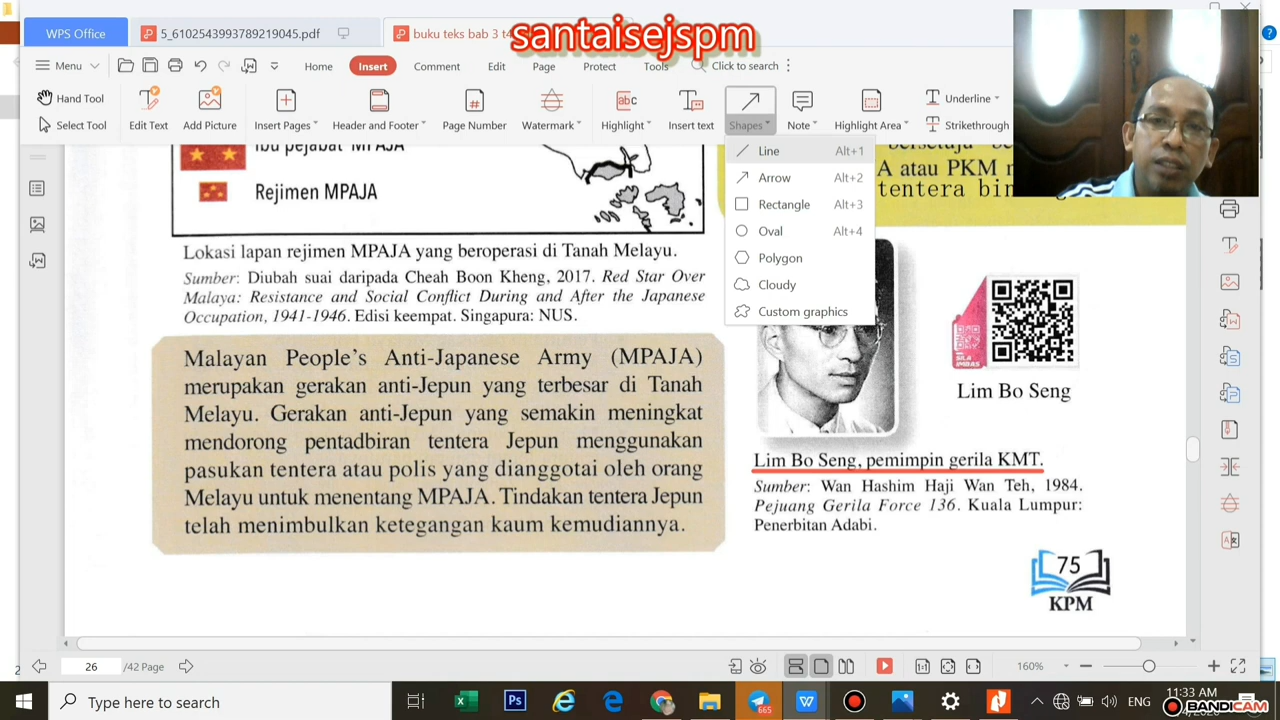 santaisejspm
WPS Office
5_6102543993789219045.pdf
buku teks bab 3 t4
Menu
Home
Insert
Comment
Edit
Page
Protect
Tools
Click to search
Hand Tool
Select Tool
Edit Text
Add Picture
Insert Pages
Header and Footer
Page Number
Watermark
Highlight
Insert text
Shapes
Note
Highlight Area
Underline
Strikethrough
Line Alt+1
Arrow Alt+2
Rectangle Alt+3
Oval Alt+4
Polygon
Cloudy
Custom graphics
Ibu pejabat MPAJA
Rejimen MPAJA
bersetuju
A atau PKM
tentera
Lokasi lapan rejimen MPAJA yang beroperasi di Tanah Melayu.
Sumber: Diubah suai daripada Cheah Boon Kheng, 2017. Red Star Over
Malaya: Resistance and Social Conflict During and After the Japanese
Occupation, 1941-1946. Edisi keempat. Singapura: NUS.
Malayan People's Anti-Japanese Army (MPAJA)
merupakan gerakan anti-Jepun yang terbesar di Tanah
Melayu. Gerakan anti-Jepun yang semakin meningkat
mendorong pentadbiran tentera Jepun menggunakan
pasukan tentera atau polis yang dianggotai oleh orang
Melayu untuk menentang MPAJA. Tindakan tentera Jepun
telah menimbulkan ketegangan kaum kemudiannya.
SILA
IMBAS
Lim Bo Seng
Lim Bo Seng, pemimpin gerila KMT.
Sumber: Wan Hashim Haji Wan Teh, 1984.
Pejuang Gerila Force 136. Kuala Lumpur:
Penerbitan Adabi.
75
KPM
26
/42 Page
160%
Type here to search
665
ENG
11:33 AM
BANDICAM